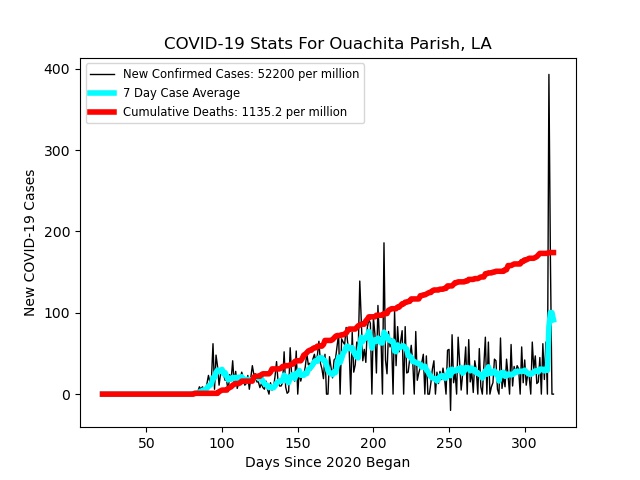 COVID-19 Stats For Ouachita Parish, LA
New Confirmed Cases: 52200 per million
7 Day Case Average
Cumulative Deaths: 1135.2 per million
400
300
200
100
0
New COVID-19 Cases
50 100 150 200 250 300
Days Since 2020 Began